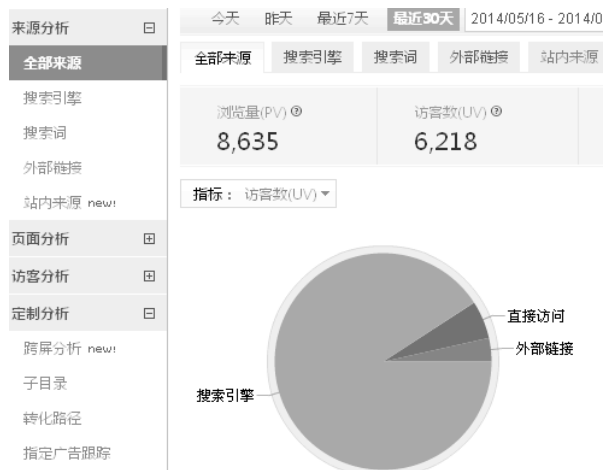 来源分析
全部来源
搜索引擎
搜索词
外部链接
站内来源 new!
页面分析
访客分析
定制分析
跨屏分析 new!
子目录
转化路径
指定广告跟踪
今天 昨天 最近7天 最近30天 2014/05/16 - 2014/0
全部来源 搜索引擎 搜索词 外部链接 站内来源
浏览量(PV) 访客数(UV)
8,635 6,218
指标： 访客数(UV)
直接访问
外部链接
搜索引擎